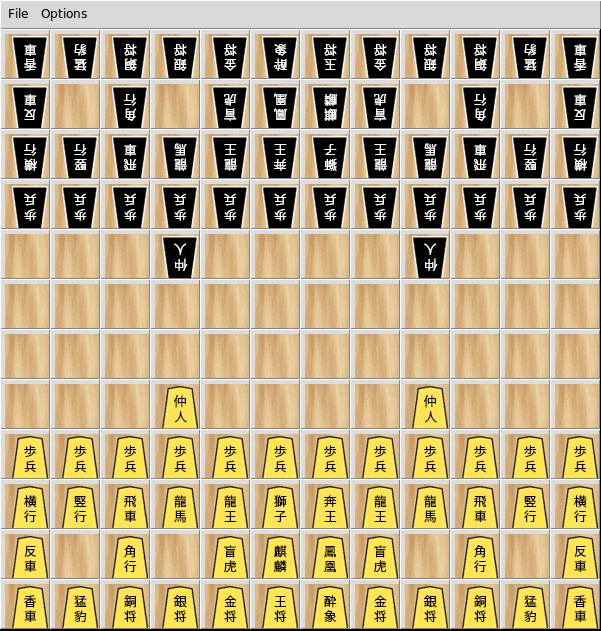 File Options
香車 猛豹 銅将 銀将 金将 酔象 王将 金将 銀将 銅将 猛豹 香車
反車 角行 盲虎 鳳凰 麒麟 盲虎 角行 反車
横行 竪行 飛車 龍馬 龍王 奔王 獅子 龍王 龍馬 飛車 竪行 横行
歩兵 歩兵 歩兵 歩兵 歩兵 歩兵 歩兵 歩兵 歩兵 歩兵 歩兵 歩兵
仲人 仲人
仲人 仲人
歩兵 歩兵 歩兵 歩兵 歩兵 歩兵 歩兵 歩兵 歩兵 歩兵 歩兵 歩兵
横行 竪行 飛車 龍馬 龍王 獅子 奔王 龍王 龍馬 飛車 竪行 横行
反車 角行 盲虎 麒麟 鳳凰 盲虎 角行 反車
香車 猛豹 銅将 銀将 金将 王将 酔象 金将 銀将 銅将 猛豹 香車